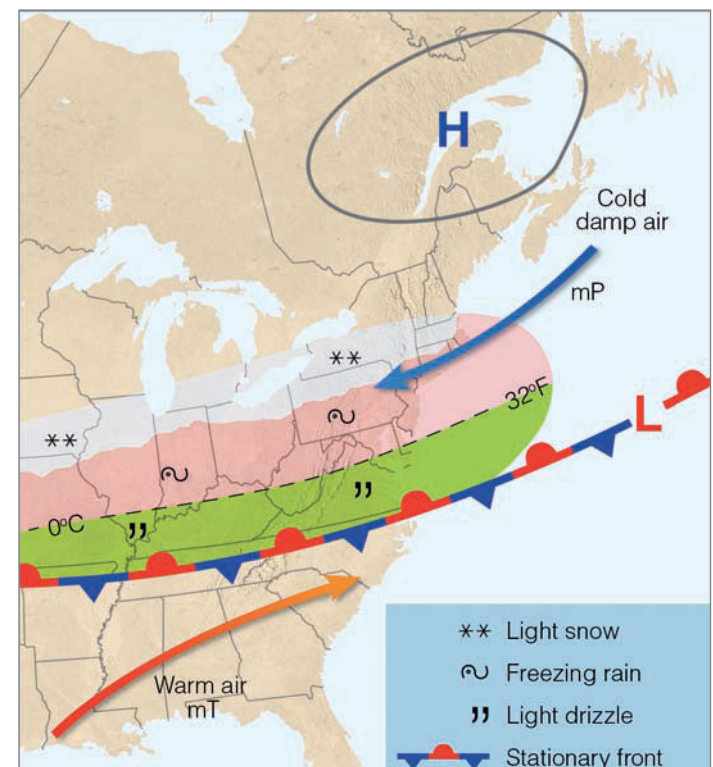 H
Cold
damp air
mP
**
32°F
L
**
0°C
,,
,,
Warm air
mT
** Light snow
Freezing rain
,, Light drizzle
Stationary front